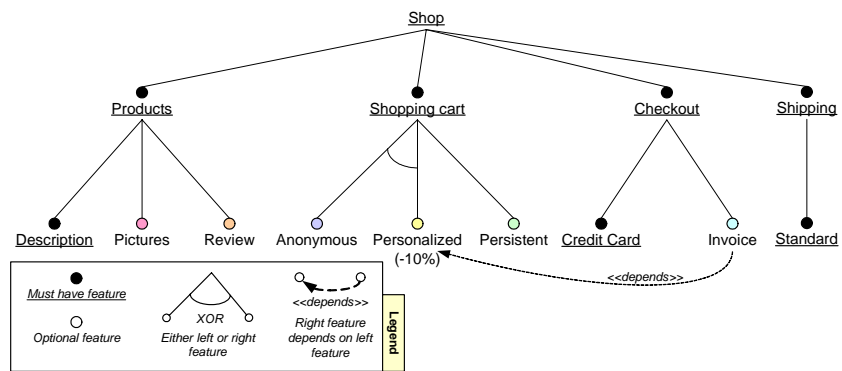 Shop
Products
Shopping cart
Checkout
Shipping
Description
Pictures
Review
Anonymous
Personalized
(-10%)
Persistent
Credit Card
Invoice
Standard
<<depends>>
Must have feature
Optional feature
XOR
Either left or right
feature
<<depends>>
Right feature
depends on left
feature
Legend